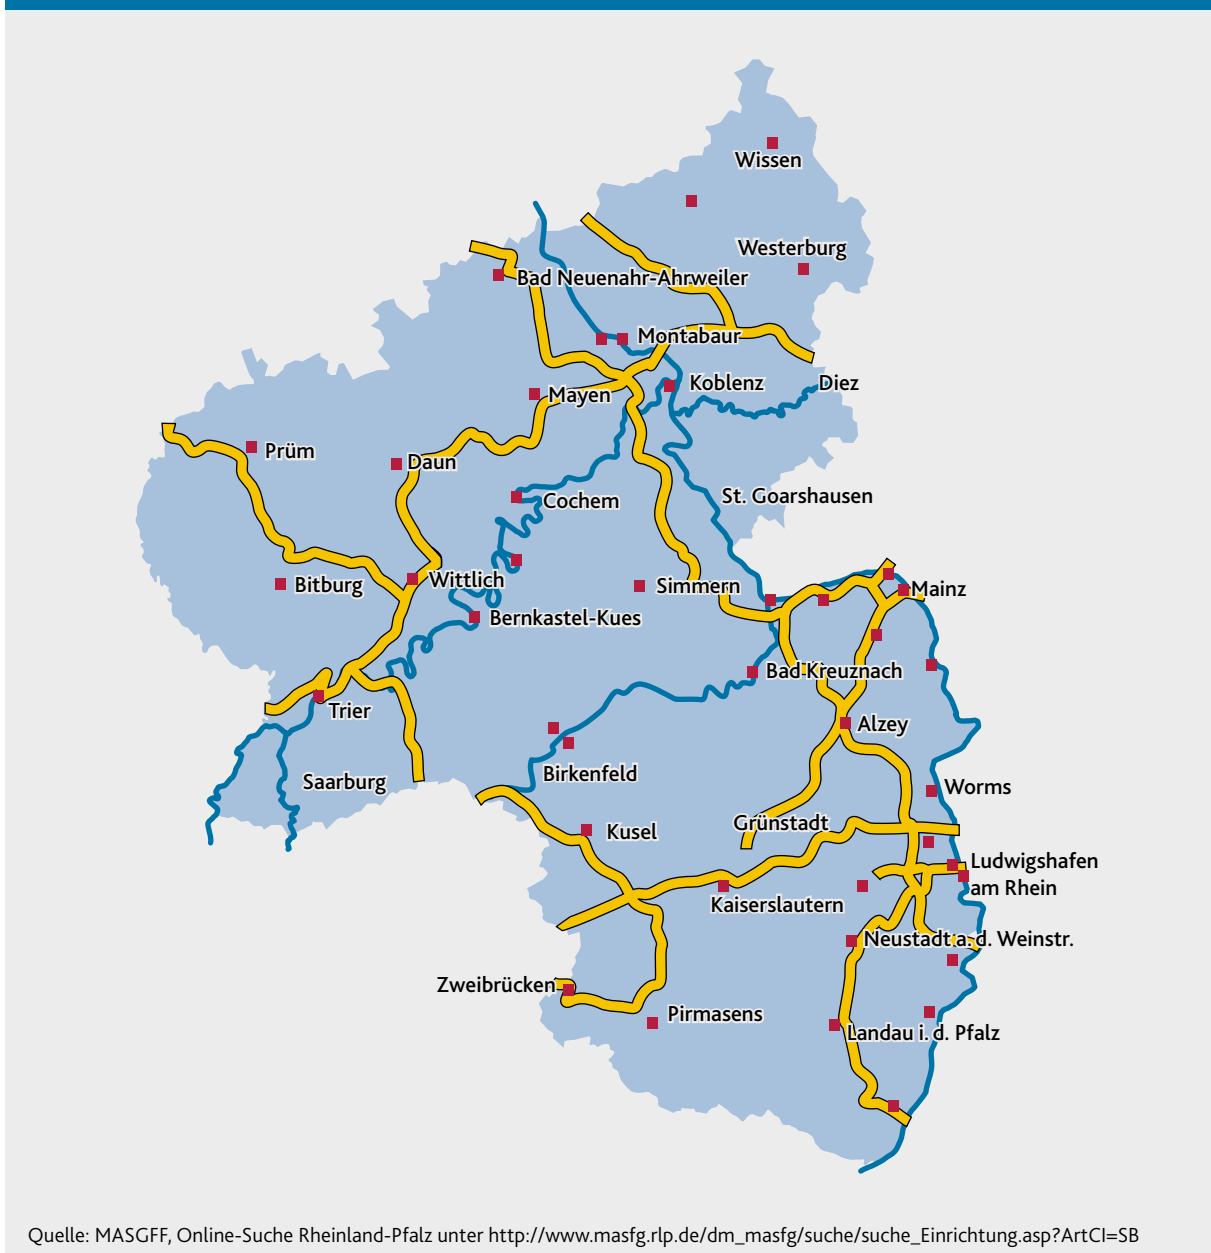 Wissen
Westerburg
Bad Neuenahr-Ahrweiler
Montabaur
Koblenz
Diez
Mayen
Prüm
Daun
St. Goarshausen
Cochem
Wittlich
Bitburg
Simmern
Mainz
Bernkastel-Kues
Bad Kreuznach
Trier
Alzey
Saarburg
Birkenfeld
Worms
Grünstadt
Kusel
Ludwigshafen
am Rhein
Kaiserslautern
Neustadt a. d. Weinstr.
Zweibrücken
Pirmasens
Landau i. d. Pfalz
Quelle: MASGFF, Online-Suche Rheinland-Pfalz unter http://www.masfg.rlp.de/dm_masfg/suche/suche_Einrichtung.asp?ArtCI=SB